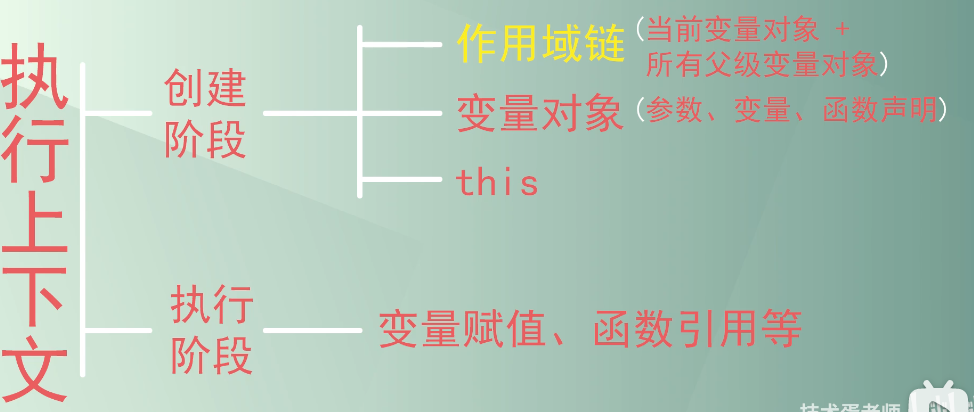 执行上下文
创建
阶段
作用域链
(当前变量对象 +
所有父级变量对象)
变量对象
(参数、变量、函数声明)
this
执行
阶段
变量赋值、函数引用等
技术蛋老师